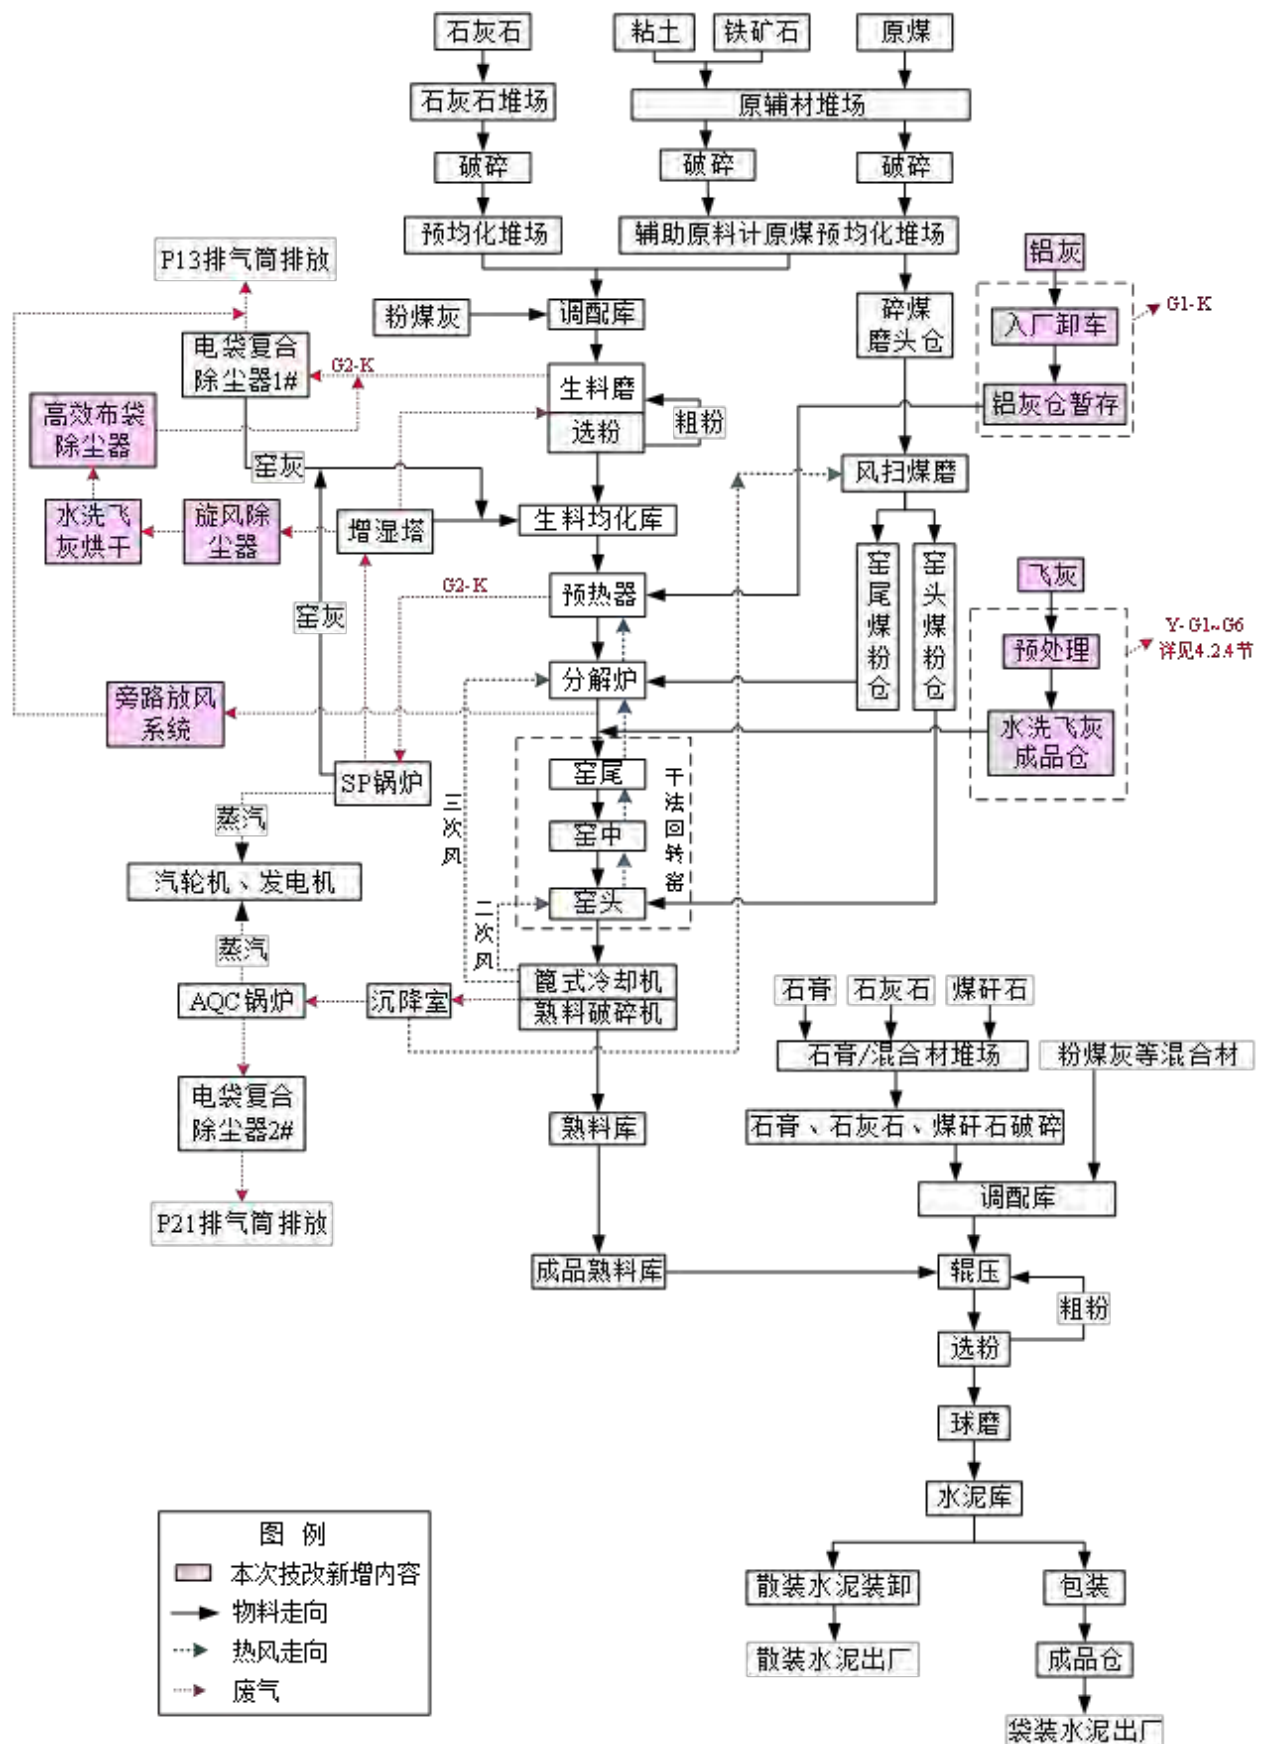 石灰石
粘土
铁矿石
原煤
石灰石堆场
原辅材堆场
破碎
破碎
破碎
预均化堆场
辅助原料计原煤预均化堆场
P13排气筒排放
铝灰
粉煤灰
调配库
碎煤
磨头仓
入厂卸车
G1-K
电袋复合
除尘器1#
G2-K
生料磨
选粉
粗粉
铝灰仓暂存
高效布袋
除尘器
窑灰
风扫煤磨
水洗飞
灰烘干
旋风除
尘器
增湿塔
生料均化库
窑尾煤粉仓
窑头煤粉仓
飞灰
G2-K
预热器
窑灰
Y-G1~G6
详见4.2.4节
预处理
分解炉
旁路放风
系统
水洗飞灰
成品仓
SP锅炉
窑尾
干法回转窑
三次风
蒸汽
窑中
汽轮机、发电机
窑头
二次风
蒸汽
AQC锅炉
沉降室
篦式冷却机
熟料破碎机
石膏
石灰石
煤矸石
石膏/混合材堆场
粉煤灰等混合材
电袋复合
除尘器2#
熟料库
石膏、石灰石、煤矸石破碎
P21排气筒排放
调配库
成品熟料库
辊压
粗粉
选粉
球磨
水泥库
图 例
本次技改新增内容
物料走向
热风走向
废气
散装水泥装卸
包装
散装水泥出厂
成品仓
袋装水泥出厂